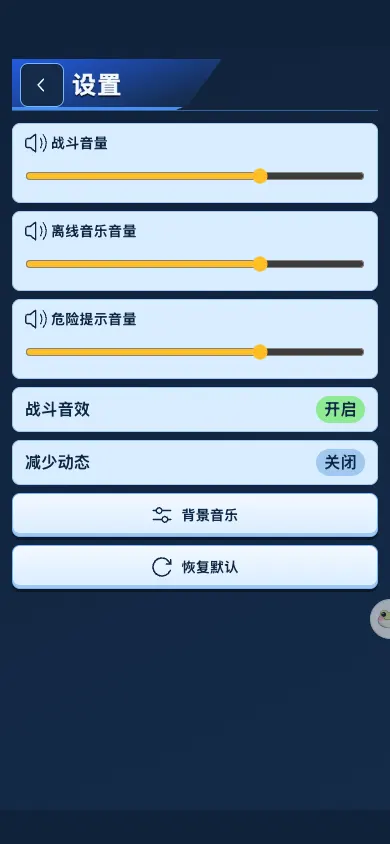 设置
战斗音量
离线音乐音量
危险提示音量
战斗音效 开启
减少动态 关闭
背景音乐
恢复默认